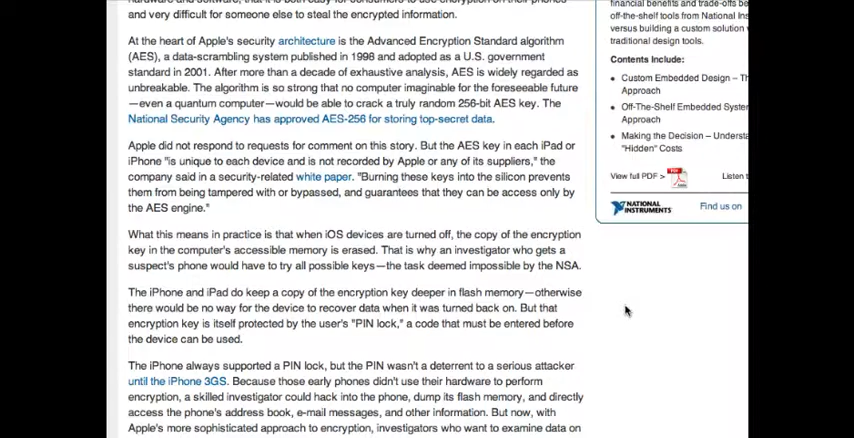 and very difficult for someone else to steal the encrypted information.
At the heart of Apple's security architecture is the Advanced Encryption Standard algorithm
(AES), a data-scrambling system published in 1998 and adopted as a U.S. government
standard in 2001. After more than a decade of exhaustive analysis, AES is widely regarded as
unbreakable. The algorithm is so strong that no computer imaginable for the foreseeable future
—even a quantum computer—would be able to crack a truly random 256-bit AES key. The
National Security Agency has approved AES-256 for storing top-secret data.
Apple did not respond to requests for comment on this story. But the AES key in each iPad or
iPhone "is unique to each device and is not recorded by Apple or any of its suppliers," the
company said in a security-related white paper. "Burning these keys into the silicon prevents
them from being tampered with or bypassed, and guarantees that they can be access only by
the AES engine."
What this means in practice is that when iOS devices are turned off, the copy of the encryption
key in the computer's accessible memory is erased. That is why an investigator who gets a
suspect's phone would have to try all possible keys—the task deemed impossible by the NSA.
The iPhone and iPad do keep a copy of the encryption key deeper in flash memory—otherwise
there would be no way for the device to recover data when it was turned back on. But that
encryption key is itself protected by the user's "PIN lock," a code that must be entered before
the device can be used.
The iPhone always supported a PIN lock, but the PIN wasn't a deterrent to a serious attacker
until the iPhone 3GS. Because those early phones didn't use their hardware to perform
encryption, a skilled investigator could hack into the phone, dump its flash memory, and directly
access the phone's address book, e-mail messages, and other information. But now, with
Apple's more sophisticated approach to encryption, investigators who want to examine data on
financial benefits and trade-offs be
off-the-shelf tools from National Ins
versus building a custom solution
traditional design tools.
Contents Include:
• Custom Embedded Design – Th
Approach
• Off-The-Shelf Embedded System
Approach
• Making the Decision – Understa
"Hidden" Costs
View full PDF > Listen t
NATIONAL
INSTRUMENTS Find us on